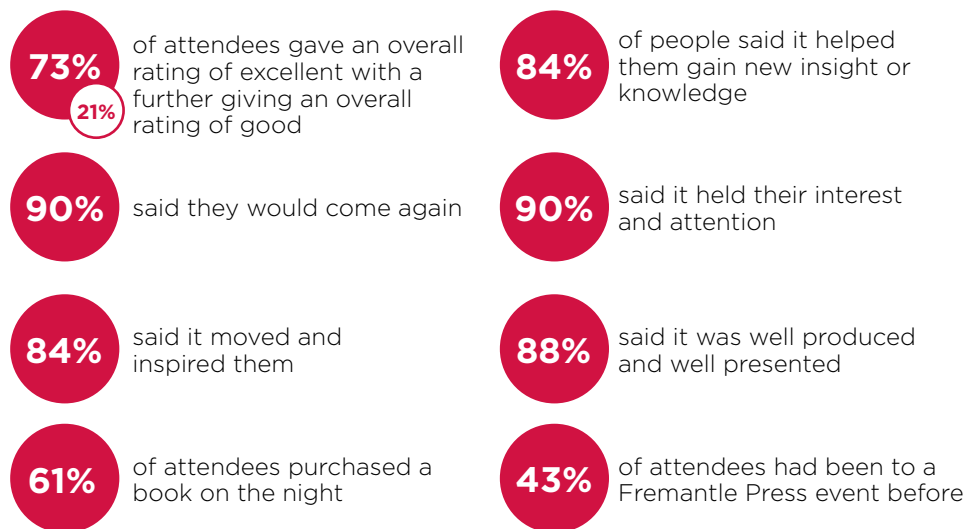 73%
21%
of attendees gave an overall
rating of excellent with a
further giving an overall
rating of good
84%
of people said it helped
them gain new insight or
knowledge
90%
said they would come again
90%
said it held their interest
and attention
84%
said it moved and
inspired them
88%
said it was well produced
and well presented
61%
of attendees purchased a
book on the night
43%
of attendees had been to a
Fremantle Press event before